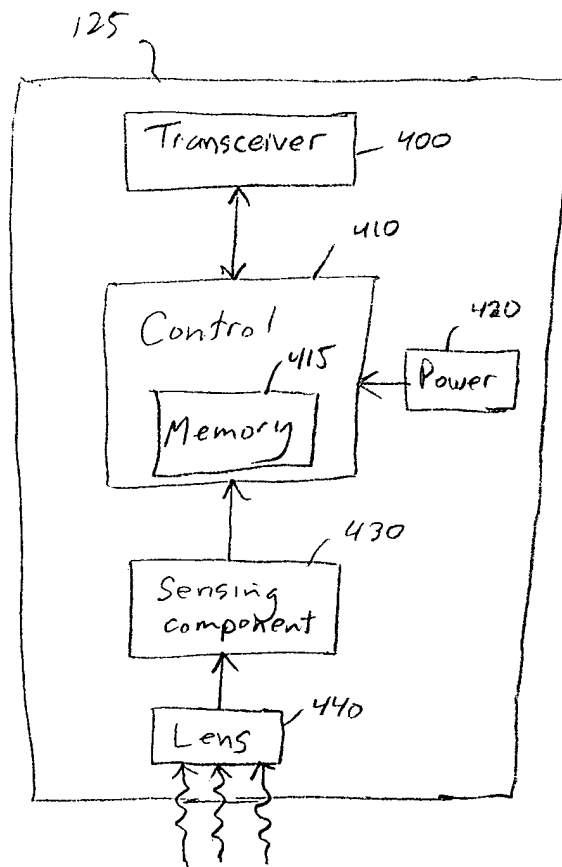 125
Transceiver
400
410
Control
415
Memory
420
Power
430
Sensing
component
440
Lens